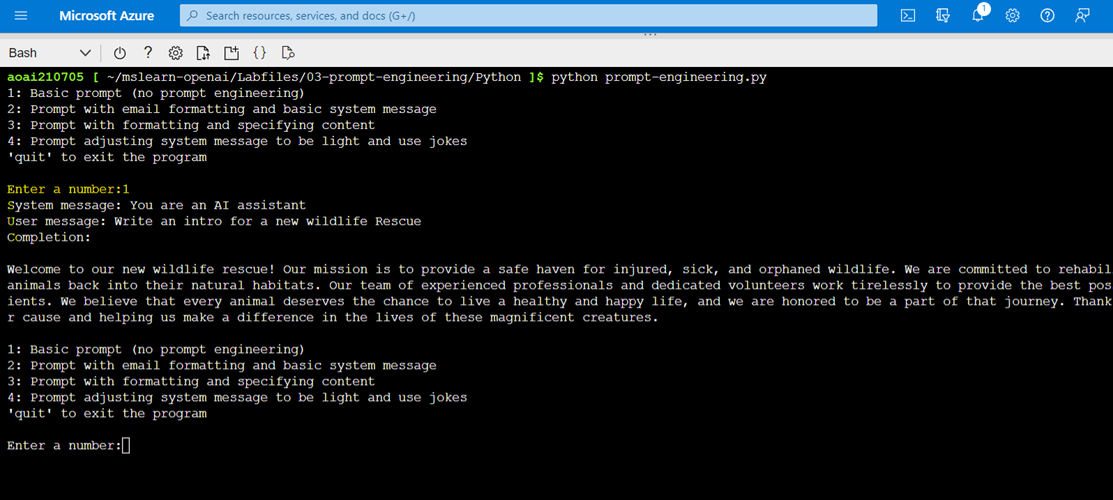 Microsoft Azure
Search resources, services, and docs (G+/)
1
Bash
aoai210705 [ ~/mslearn-openai/Labfiles/03-prompt-engineering/Python ]$ python prompt-engineering.py
1: Basic prompt (no prompt engineering)
2: Prompt with email formatting and basic system message
3: Prompt with formatting and specifying content
4: Prompt adjusting system message to be light and use jokes
'quit' to exit the program
Enter a number:1
System message: You are an AI assistant
User message: Write an intro for a new wildlife Rescue
Completion:
Welcome to our new wildlife rescue! Our mission is to provide a safe haven for injured, sick, and orphaned wildlife. We are committed to rehabil
animals back into their natural habitats. Our team of experienced professionals and dedicated volunteers work tirelessly to provide the best pos
ients. We believe that every animal deserves the chance to live a healthy and happy life, and we are honored to be a part of that journey. Thank
r cause and helping us make a difference in the lives of these magnificent creatures.
1: Basic prompt (no prompt engineering)
2: Prompt with email formatting and basic system message
3: Prompt with formatting and specifying content
4: Prompt adjusting system message to be light and use jokes
'quit' to exit the program
Enter a number: